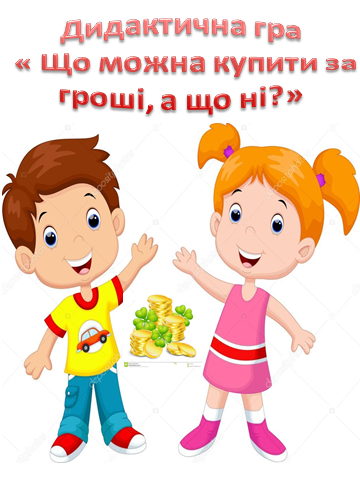 Дидактична гра
« Що можна купити за
гроші, а що ні?»